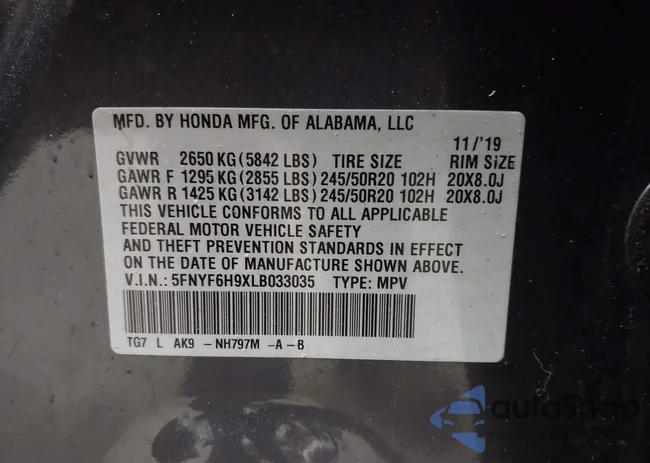 MFD. BY HONDA MFG. OF ALABAMA, LLC
11/'19
GVWR 2650 KG (5842 LBS) TIRE SIZE RIM SIZE
GAWR F 1295 KG (2855 LBS) 245/50R20 102H 20X8.0J
GAWR R 1425 KG (3142 LBS) 245/50R20 102H 20X8.0J
THIS VEHICLE CONFORMS TO ALL APPLICABLE
FEDERAL MOTOR VEHICLE SAFETY
AND THEFT PREVENTION STANDARDS IN EFFECT
ON THE DATE OF MANUFACTURE SHOWN ABOVE.
V.I.N.: 5FNYF6H9XLB033035 TYPE: MPV
TG7 L AK9 -NH797M -A-B
autaShop